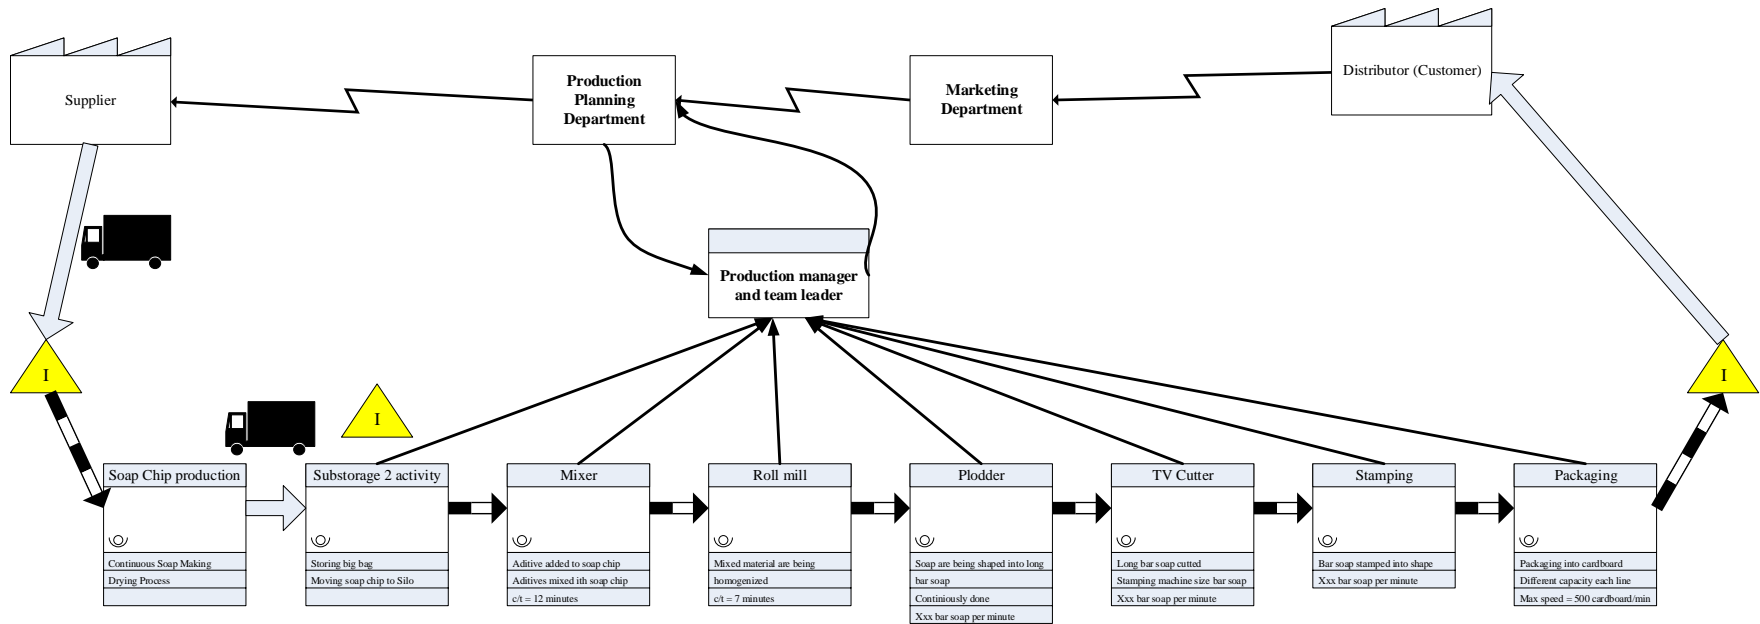 Supplier
Production
Planning
Department
Marketing
Department
Distributor (Customer)
Production manager
and team leader
I
I
I
Soap Chip production
Continuous Soap Making
Drying Process
Substorage 2 activity
Storing big bag
Moving soap chip to Silo
Mixer
Aditive added to soap chip
Aditives mixed ith soap chip
c/t = 12 minutes
Roll mill
Mixed material are being
homogenized
c/t = 7 minutes
Plodder
Soap are being shaped into long
bar soap
Continiously done
Xxx bar soap per minute
TV Cutter
Long bar soap cutted
Stamping machine size bar soap
Xxx bar soap per minute
Stamping
Bar soap stamped into shape
Xxx bar soap per minute
Packaging
Packaging into cardboard
Different capacity each line
Max speed = 500 cardboard/min